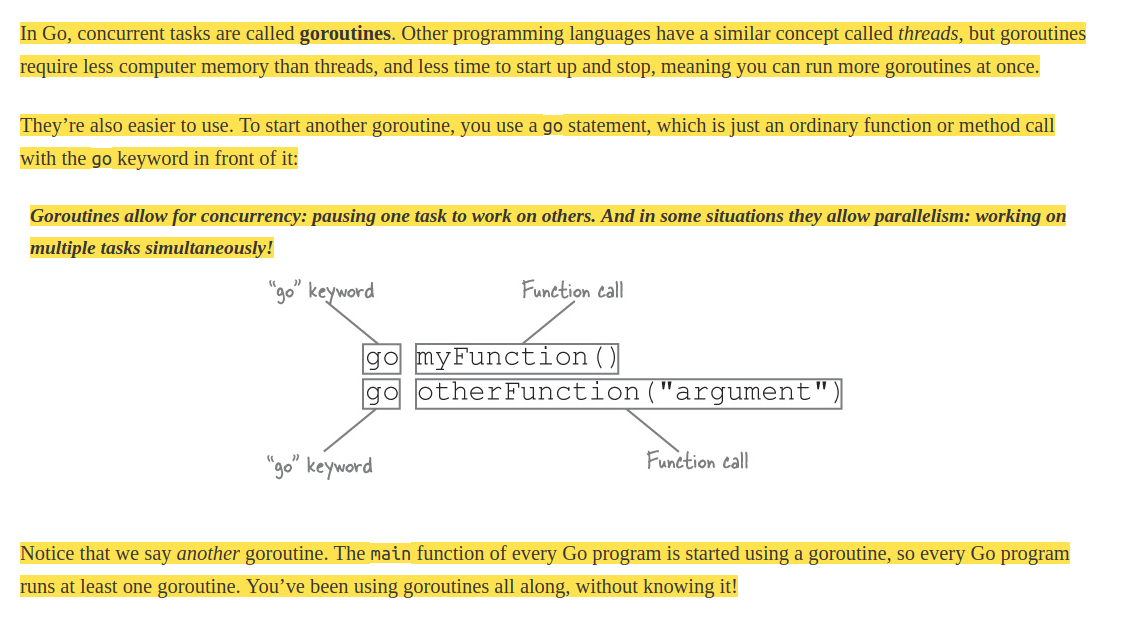 In Go, concurrent tasks are called goroutines. Other programming languages have a similar concept called threads, but goroutines
require less computer memory than threads, and less time to start up and stop, meaning you can run more goroutines at once.
They’re also easier to use. To start another goroutine, you use a go statement, which is just an ordinary function or method call
with the go keyword in front of it:
Goroutines allow for concurrency: pausing one task to work on others. And in some situations they allow parallelism: working on
multiple tasks simultaneously!
“go” keyword
Function call
go myFunction()
go otherFunction("argument")
“go” keyword
Function call
Notice that we say another goroutine. The main function of every Go program is started using a goroutine, so every Go program
runs at least one goroutine. You’ve been using goroutines all along, without knowing it!